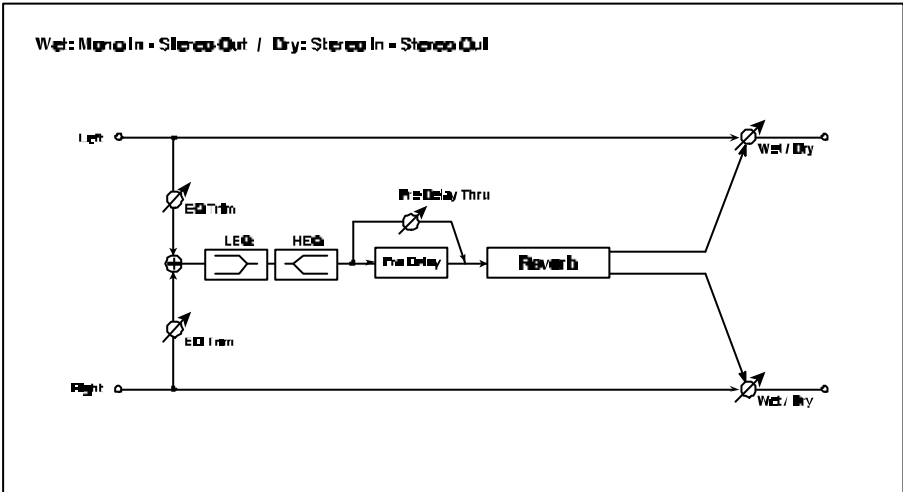 Wet: Mono In - Stereo Out / Dry: Stereo In - Stereo Out
Left
Wet / Dry
EQ Trim
Pre Delay Thru
LEQ
HEQ
Pre Delay
Reverb
EQ Trim
Right
Wet / Dry